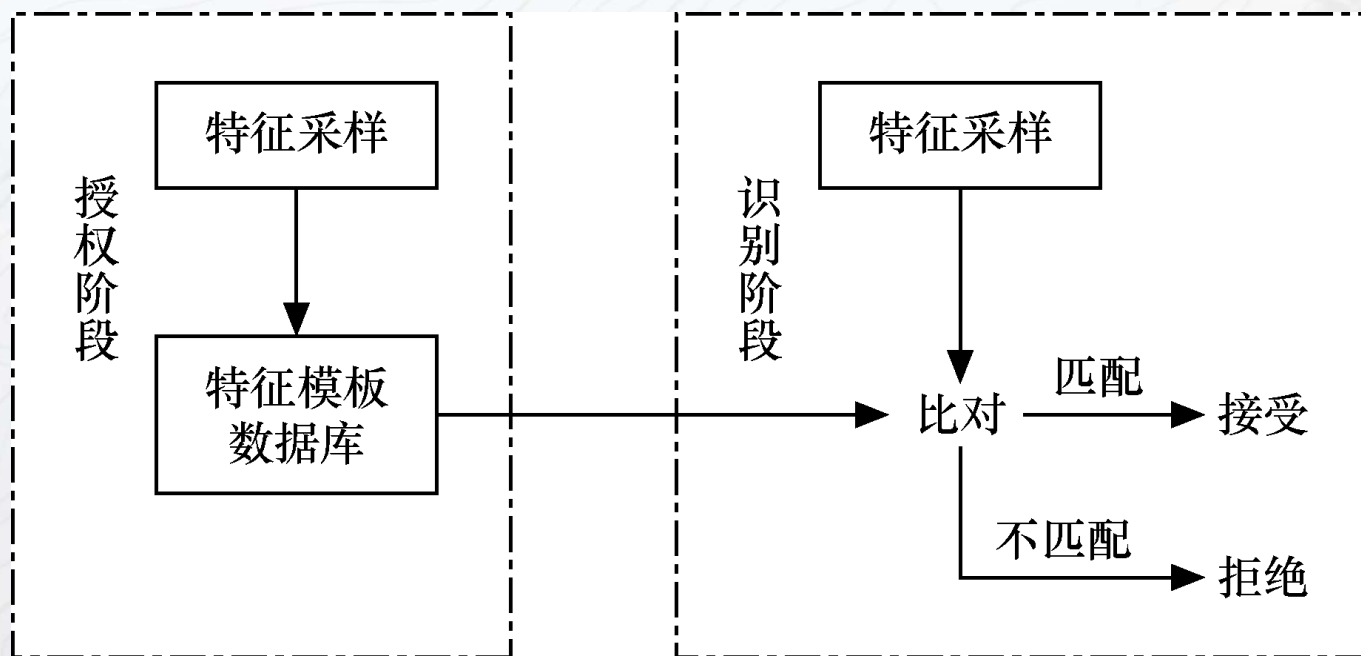 授权阶段
特征采样
特征模板
数据库
识别阶段
特征采样
比对
匹配
接受
不匹配
拒绝